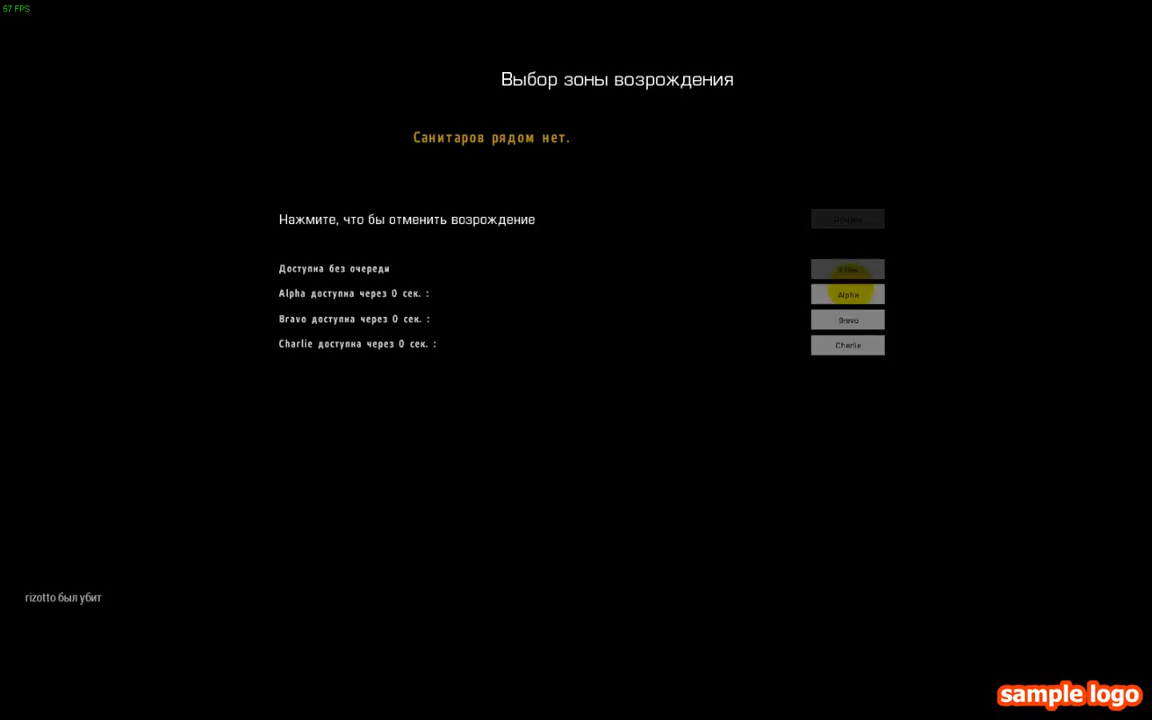 57 FPS
Выбор зоны возрождения
Санитаров рядом нет.
Нажмите, что бы отменить возрождение
Доступна без очереди
Alpha доступна через 0 сек. :
Alpha
Bravo доступна через 0 сек. :
Bravo
Charlie доступна через 0 сек. :
Charlie
rizotto был убит
sample logo